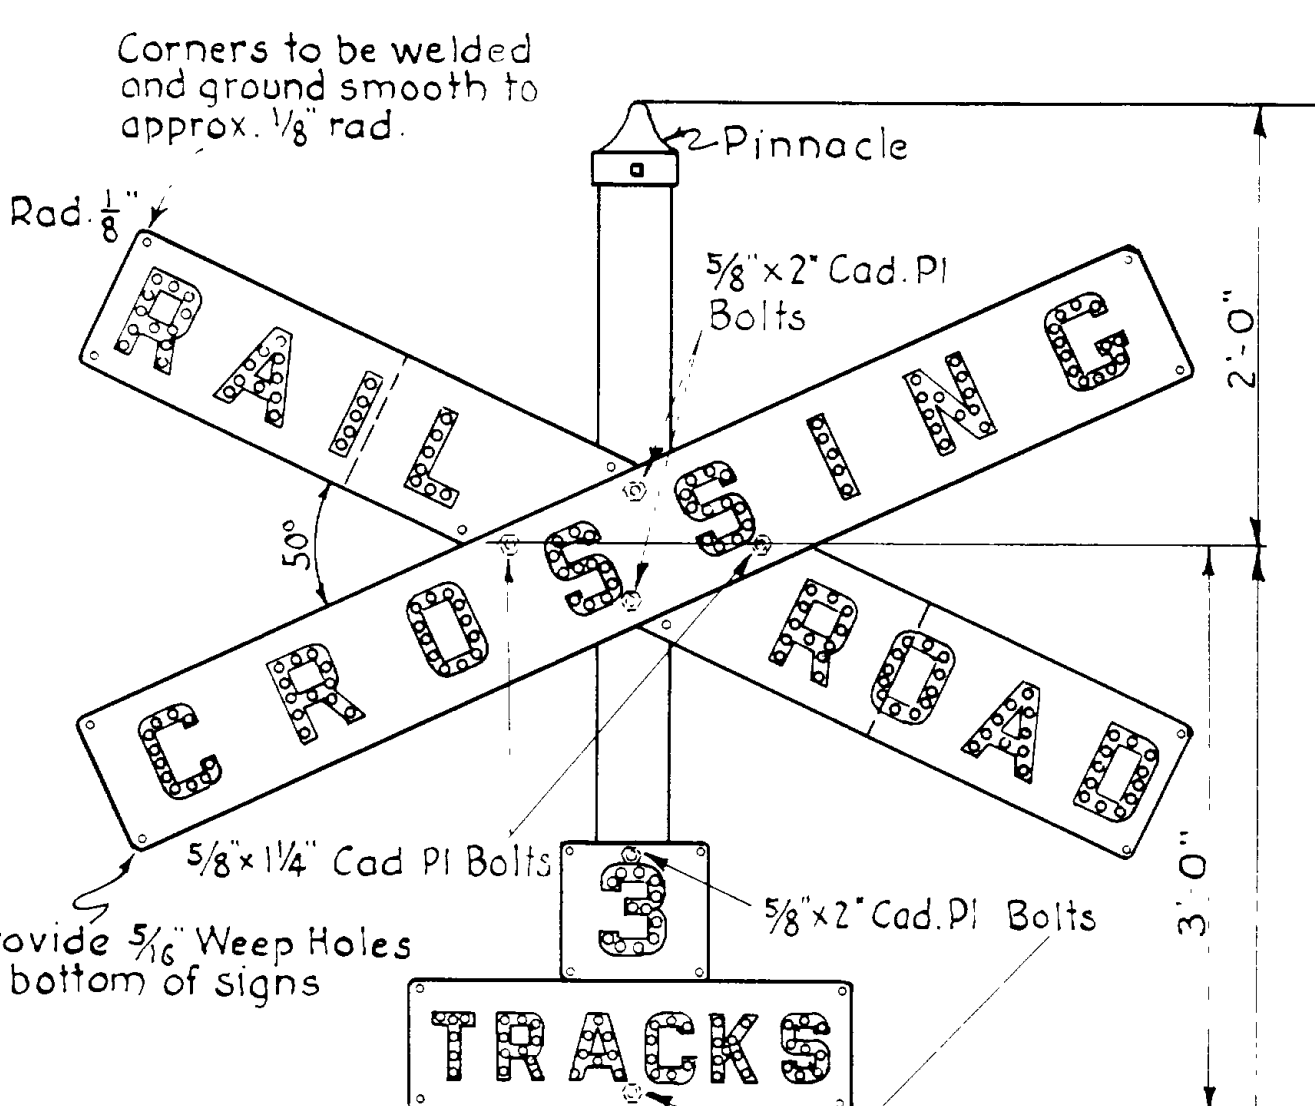 Corners to be welded
and ground smooth to
approx. 1/8" rad.
Pinnacle
Rad. 1/8"
5/8" x 2" Cad. Pl
Bolts
2'-0"
RAIL
CROSSING
ROAD
50°
5/8" x 1 1/4" Cad Pl Bolts
3
5/8" x 2" Cad. Pl Bolts
3'-0"
5/16" Weep Holes
bottom of signs
TRACKS